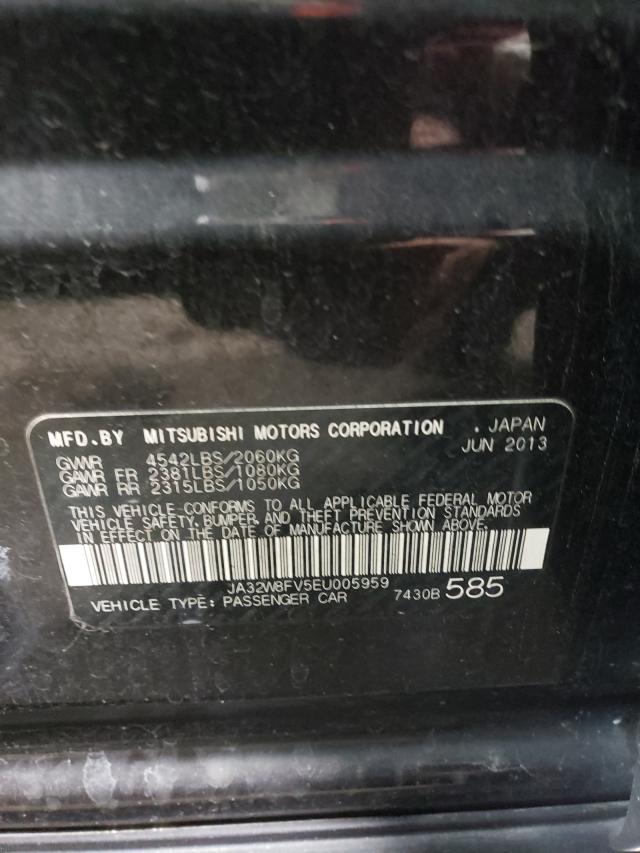 MFD.BY MITSUBISHI MOTORS CORPORATION , JAPAN
JUN 2013
GVWR 4542LBS/2060KG
GAWR FR 2381LBS/1080KG
GAWR RR 2315LBS/1050KG
THIS VEHICLE CONFORMS TO ALL APPLICABLE FEDERAL MOTOR
VEHICLE SAFETY, BUMPER, AND THEFT PREVENTION STANDARDS
IN EFFECT ON THE DATE OF MANUFACTURE SHOWN ABOVE.
JA32W8FV5EU005959
VEHICLE TYPE: PASSENGER CAR 7430B 585